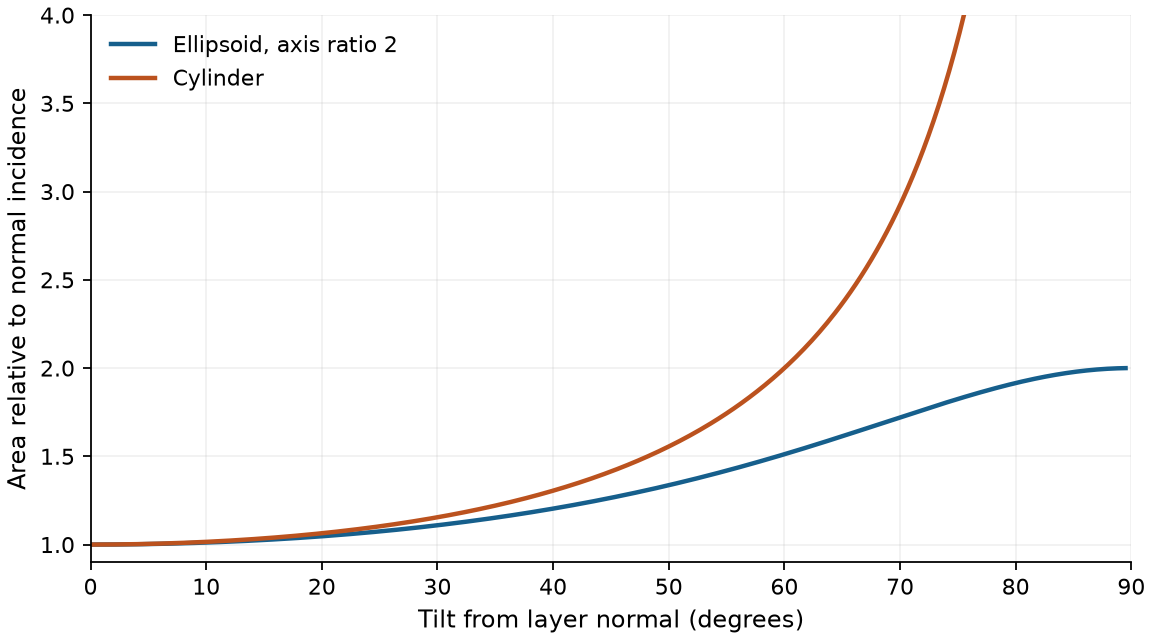 Ellipsoid, axis ratio 2
Cylinder
Area relative to normal incidence
4.0
3.5
3.0
2.5
2.0
1.5
1.0
0 10 20 30 40 50 60 70 80 90
Tilt from layer normal (degrees)